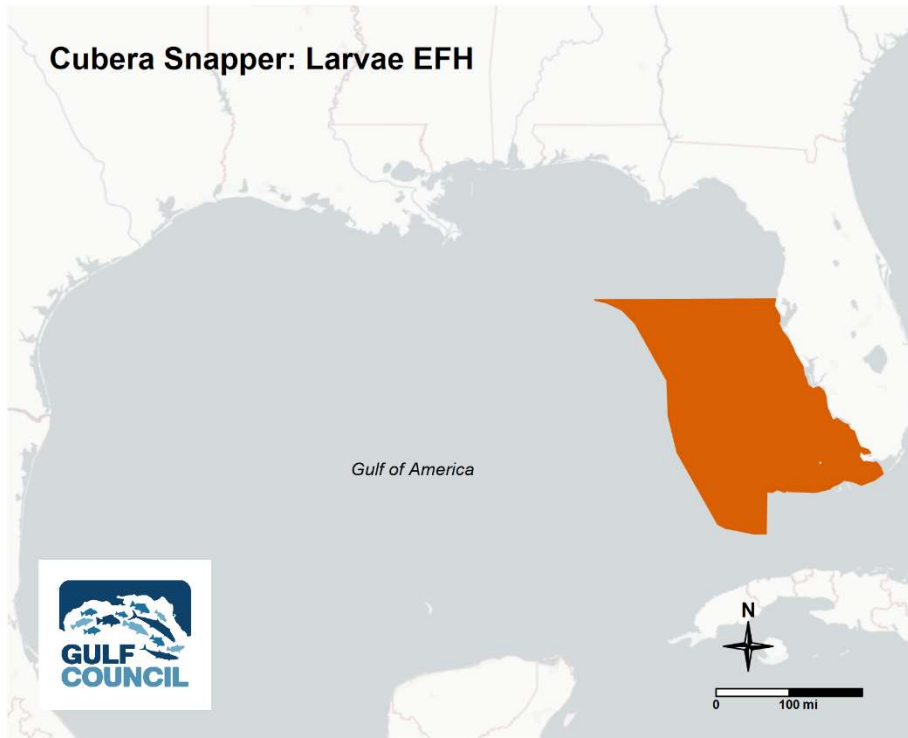 Cubera Snapper: Larvae EFH
Gulf of America
GULF
COUNCIL
N
0 100 mi